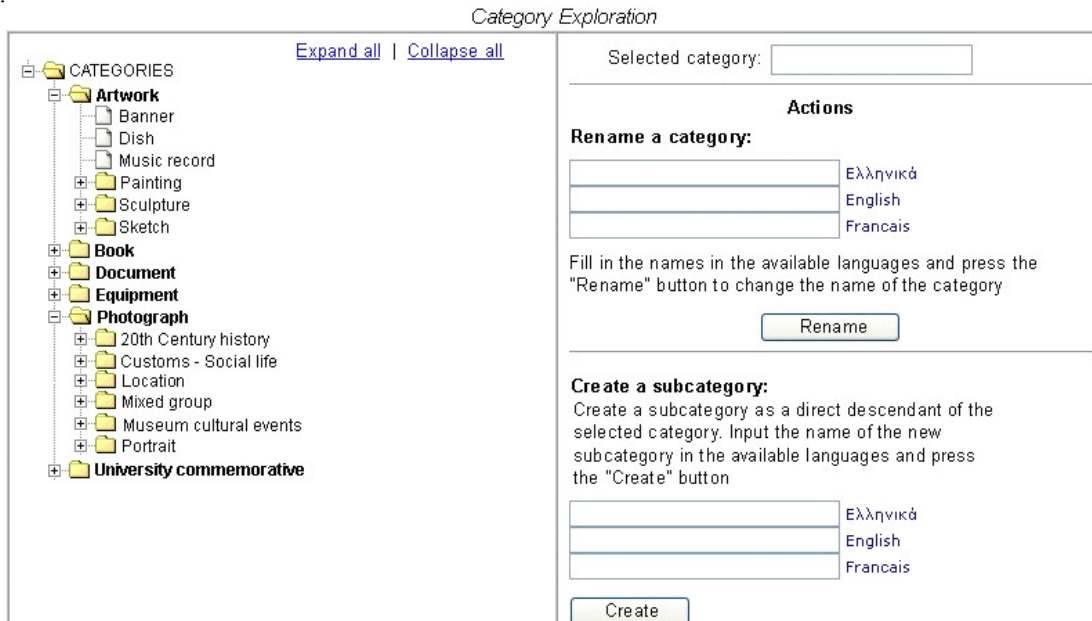 Category Exploration
Expand all | Collapse all
CATEGORIES
Artwork
Banner
Dish
Music record
Painting
Sculpture
Sketch
Book
Document
Equipment
Photograph
20th Century history
Customs - Social life
Location
Mixed group
Museum cultural events
Portrait
University commemorative
Selected category:
Actions
Rename a category:
Ελληνικά
English
Francais
Fill in the names in the available languages and press the
"Rename" button to change the name of the category
Rename
Create a subcategory:
Create a subcategory as a direct descendant of the
selected category. Input the name of the new
subcategory in the available languages and press
the "Create" button
Ελληνικά
English
Francais
Create